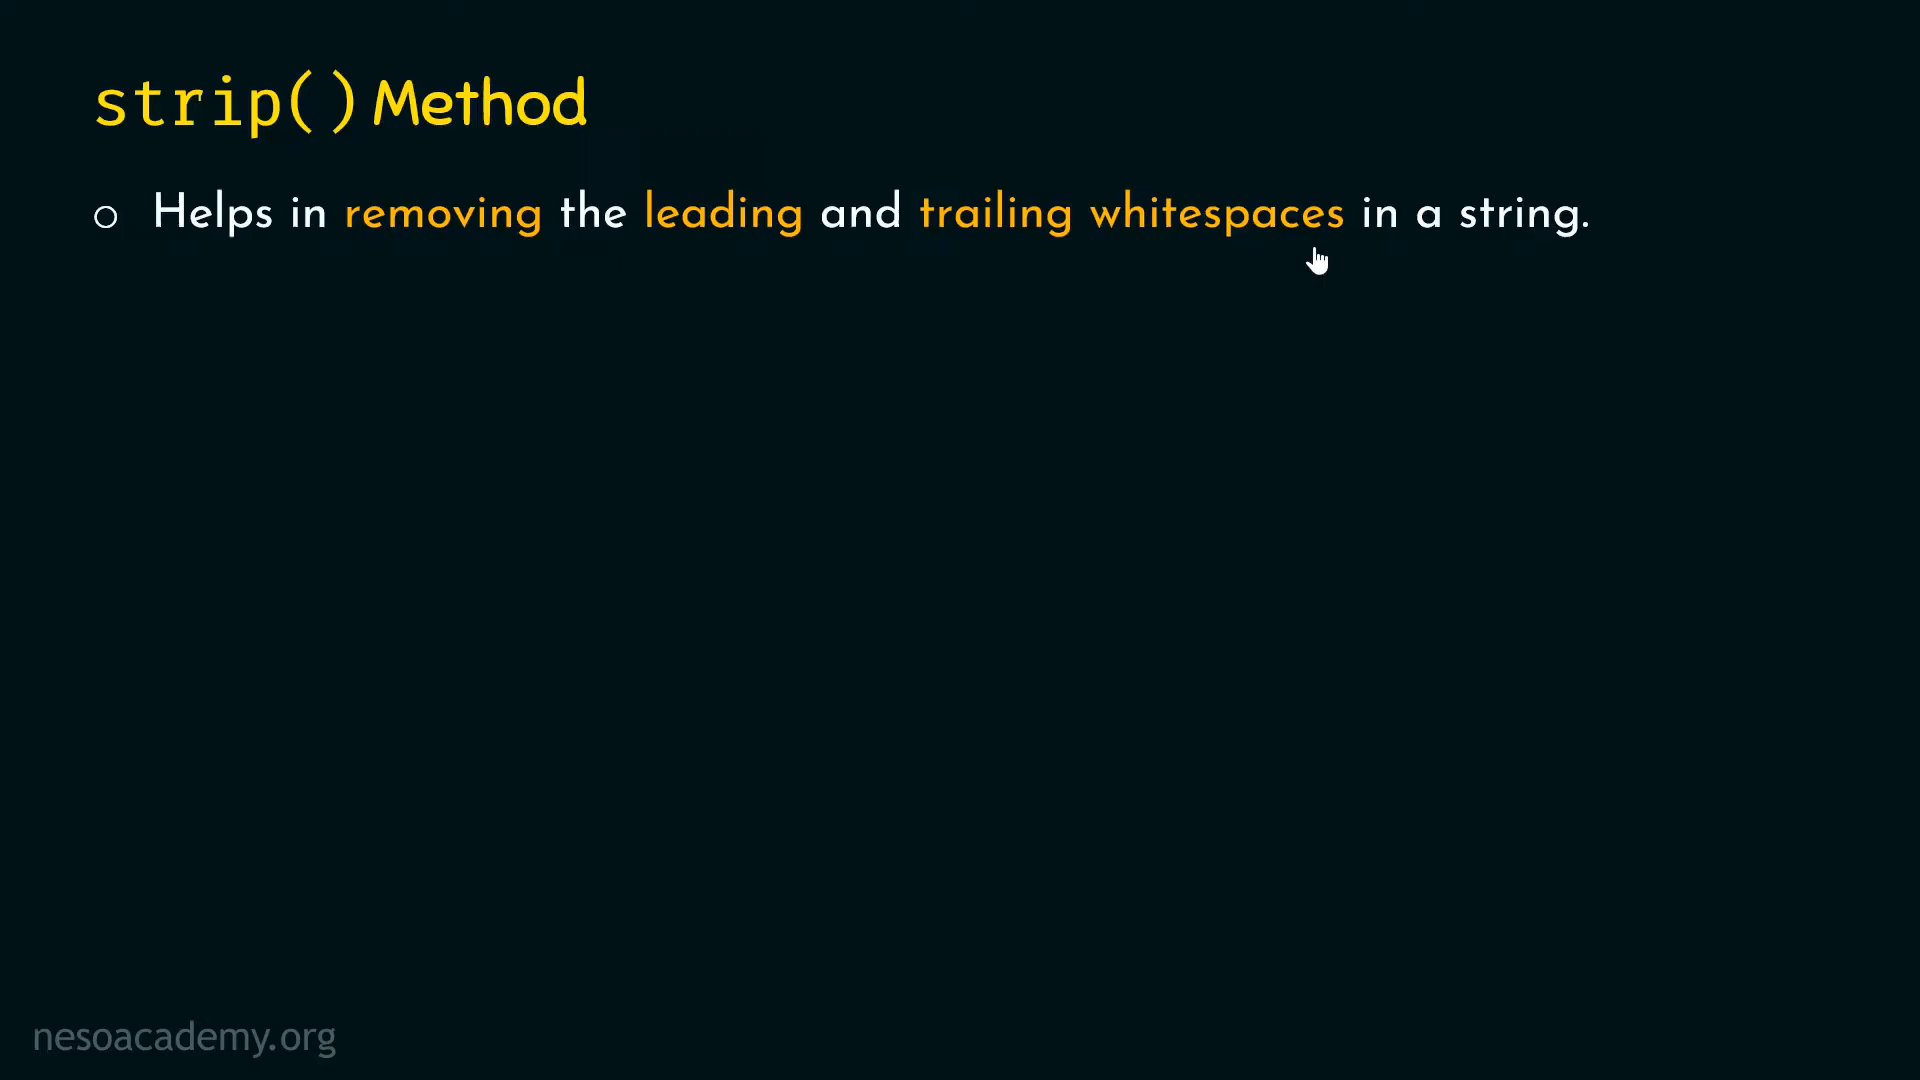 strip() Method
Helps in removing the leading and trailing whitespaces in a string.
nesoacademy.org